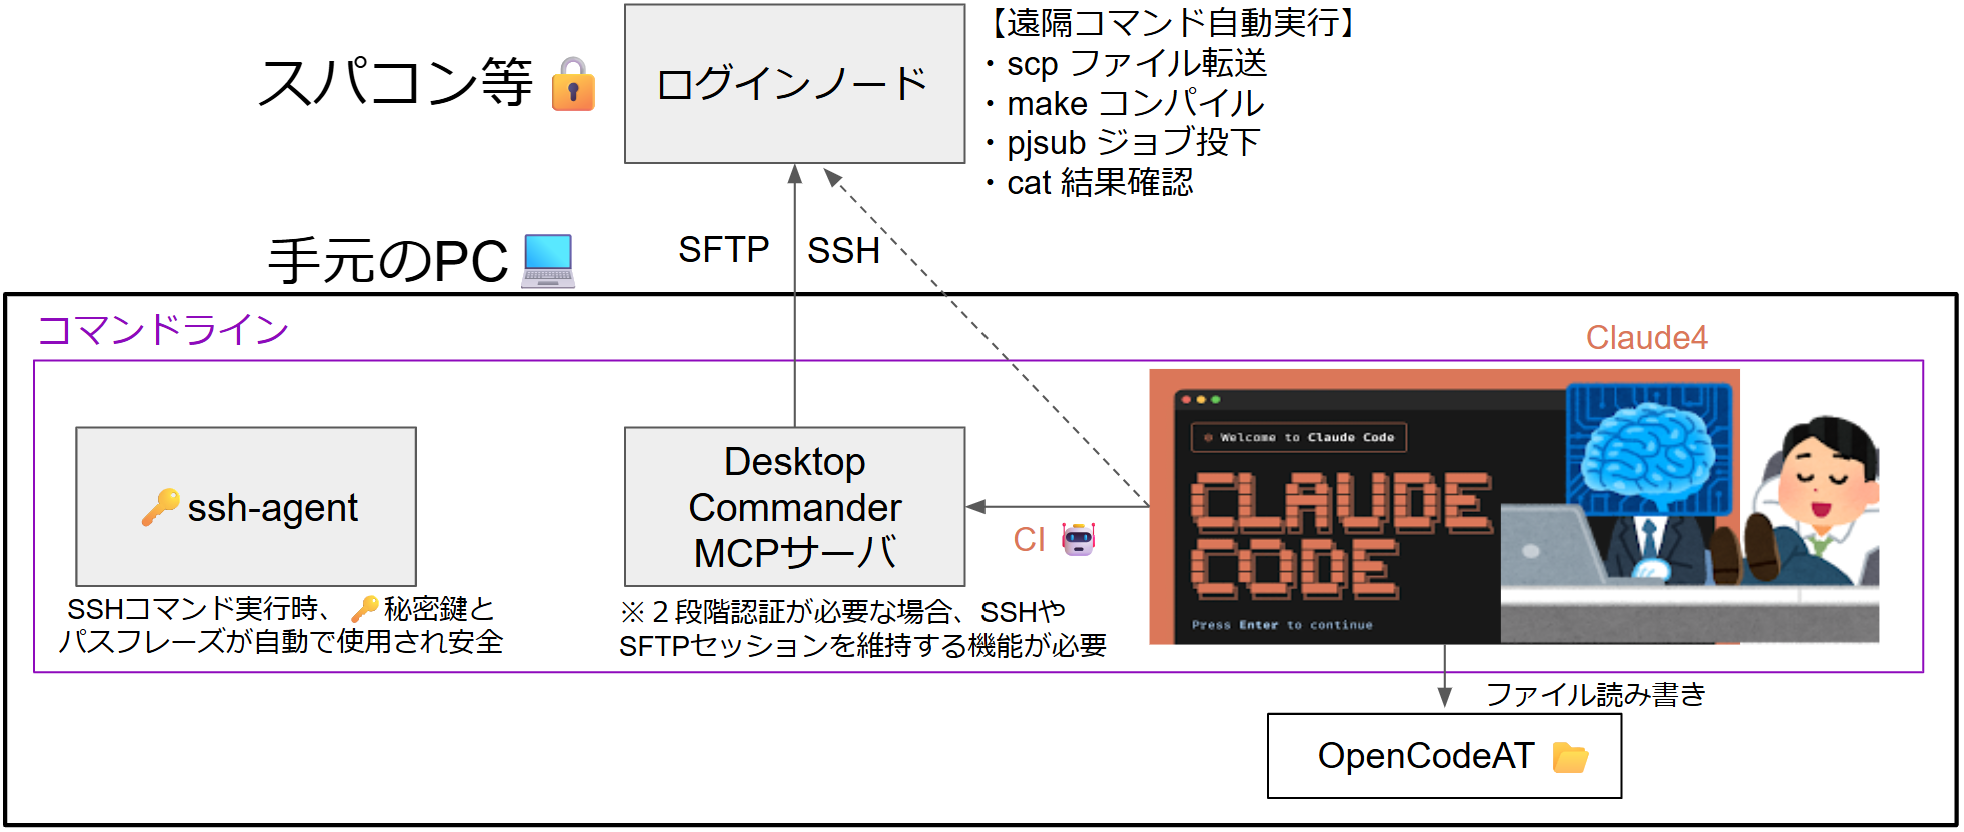 スパコン等
ログインノード
【遠隔コマンド自動実行】
・scp ファイル転送
・make コンパイル
・pjsub ジョブ投下
・cat 結果確認
手元のPC
SFTP
SSH
コマンドライン
Claude4
ssh-agent
SSHコマンド実行時、秘密鍵と
パスフレーズが自動で使用され安全
Desktop
Commander
MCPサーバ
※２段階認証が必要な場合、SSHや
SFTPセッションを維持する機能が必要
CI
Welcome to Claude Code
CLAUDE
CODE
Press Enter to continue
ファイル読み書き
OpenCodeAT